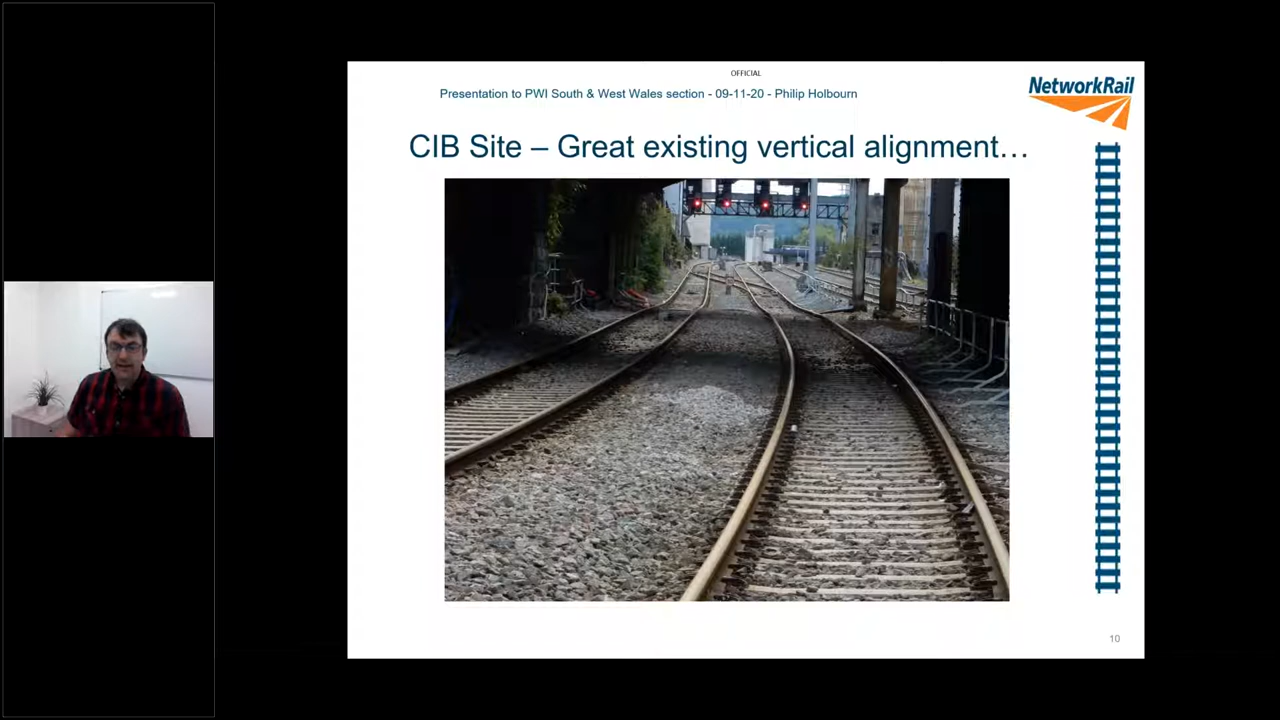 OFFICIAL
Presentation to PWI South & West Wales section - 09-11-20 - Philip Holbourn
NetworkRail
CIB Site – Great existing vertical alignment…
10